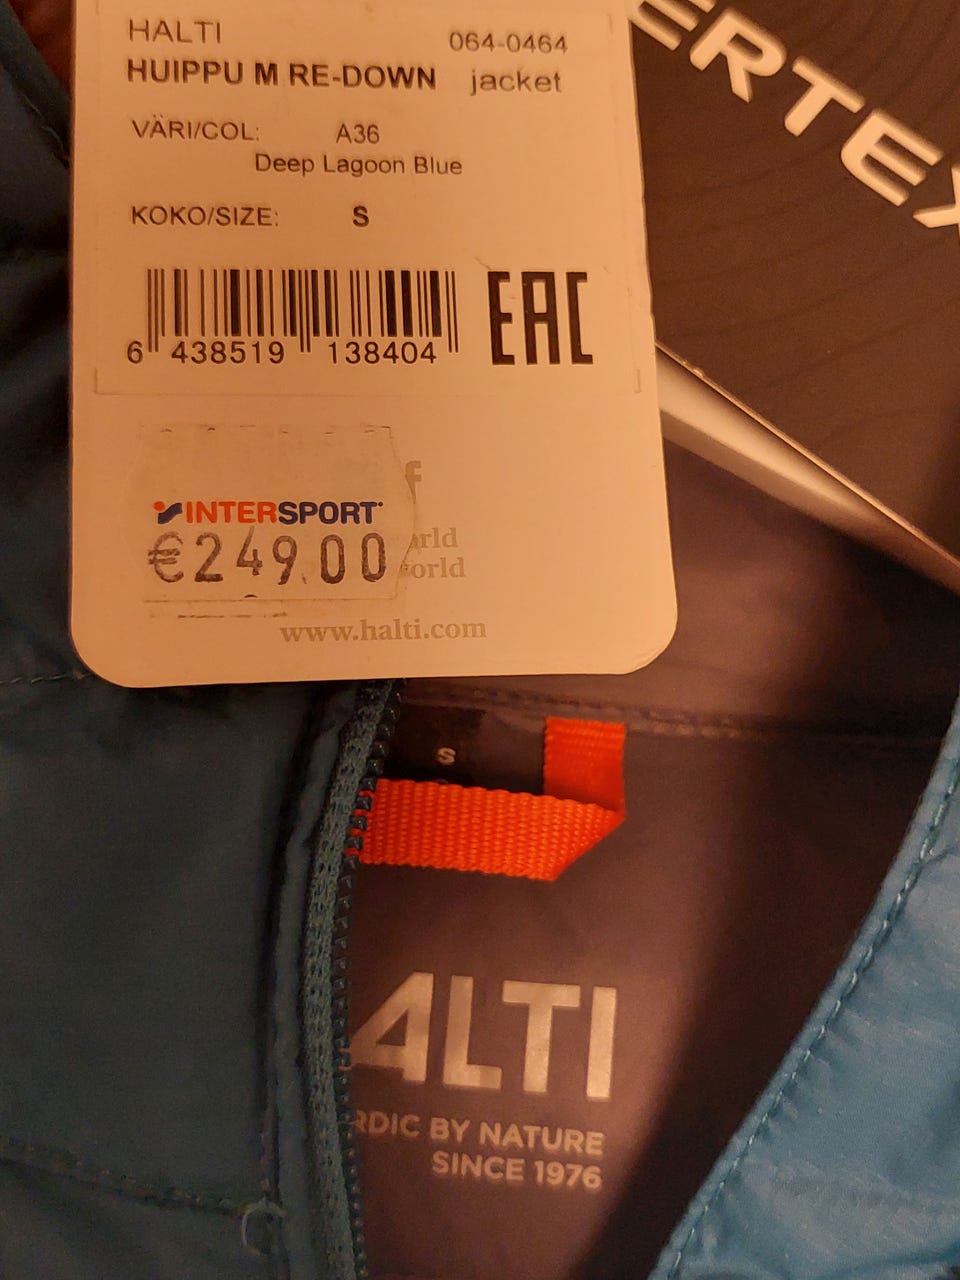 HALTI 064-0464
HUIPPU M RE-DOWN jacket
VÄRI/COL: A36
Deep Lagoon Blue
KOKO/SIZE: S
6 438519 138404
EAC
INTERSPORT
€249.00
www.halti.com
S
ALTI
RDIC BY NATURE
SINCE 1976
ERTEX